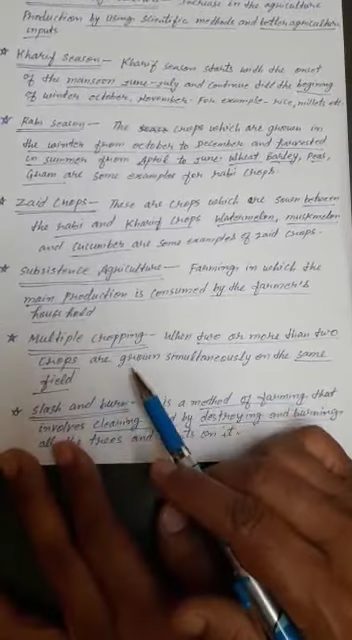 increase in the agriculture
Production by using scientific methods and better agriculture
inputs
★ Kharif season - Kharif season starts with the onset
of the monsoon june-july and continue till the begning
of winter october, November. For example - rice, millets etc.
★ Rabi season - The crops which are grown in
the winter from october to December and harvested
in summer from April to june. Wheat, Barley, Peas,
Gram are some examples for rabi crops.
★ Zaid Crops - These are crops which are sown between
the rabi and Kharif crops Watermelon, muskmelon
and Cucumber are some examples of zaid crops.
★ Subsistence Agriculture - Farming in which the
main Production is consumed by the farmer's
house hold
★ Multiple Cropping - When two or more than two
crops are grown simultaneously on the same
field
★ Slash and burn - is a method of farming that
involves clearing by destroying and burning
all the trees and on it.